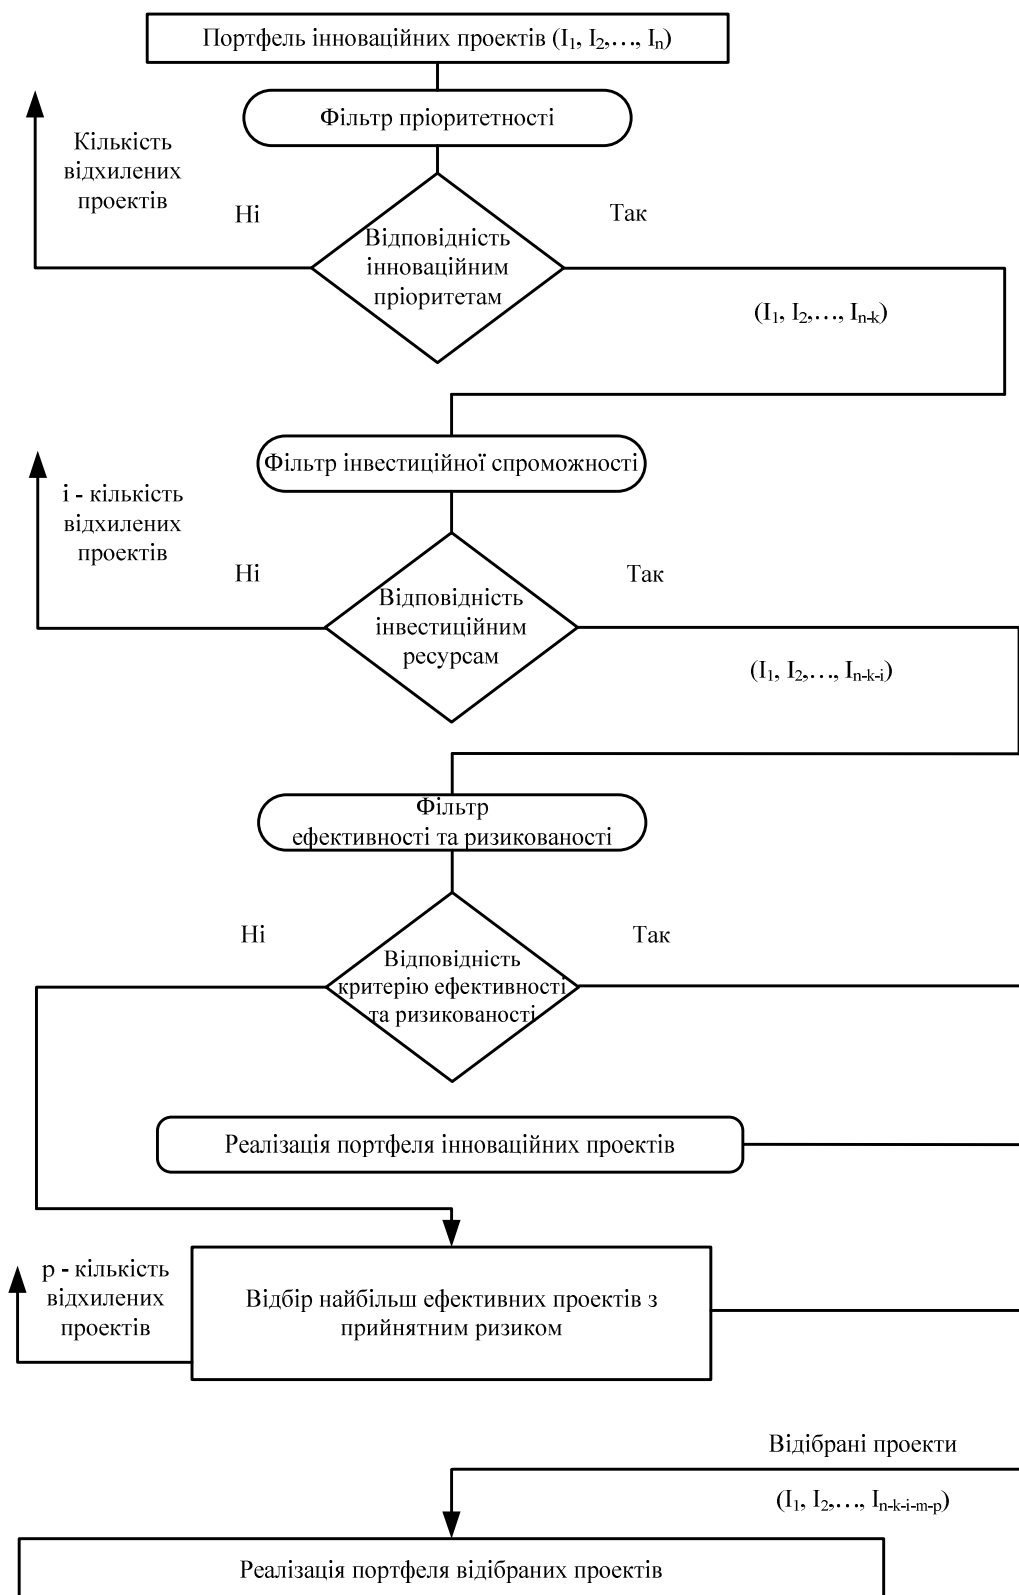 Портфель інноваційних проектів (I₁, I₂,…, Iₙ)
Фільтр пріоритетності
Кількість
відхилених
проектів
Ні
Так
Відповідність
інноваційним
пріоритетам
(I₁, I₂,…, Iₙ₋ₖ)
Фільтр інвестиційної спроможності
і - кількість
відхилених
проектів
Ні
Так
Відповідність
інвестиційним
ресурсам
(I₁, I₂,…, Iₙ₋ₖ₋ᵢ)
Фільтр
ефективності та ризикованості
Ні
Так
Відповідність
критерію ефективності
та ризикованості
Реалізація портфеля інноваційних проектів
р - кількість
відхилених
проектів
Відбір найбільш ефективних проектів з
прийнятним ризиком
Відібрані проекти
(I₁, I₂,…, Iₙ₋ₖ₋ᵢ₋ₘ₋ₚ)
Реалізація портфеля відібраних проектів